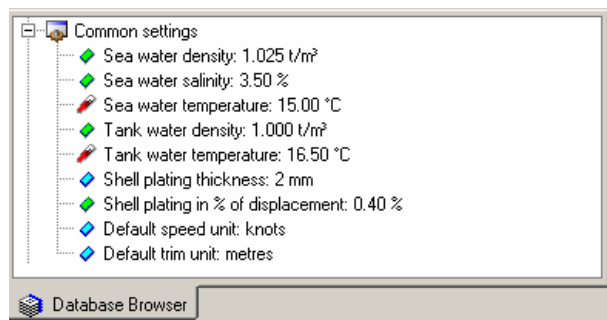 Common settings
Sea water density: 1.025 t/m³
Sea water salinity: 3.50 %
Sea water temperature: 15.00 °C
Tank water density: 1.000 t/m³
Tank water temperature: 16.50 °C
Shell plating thickness: 2 mm
Shell plating in % of displacement: 0.40 %
Default speed unit: knots
Default trim unit: metres
Database Browser